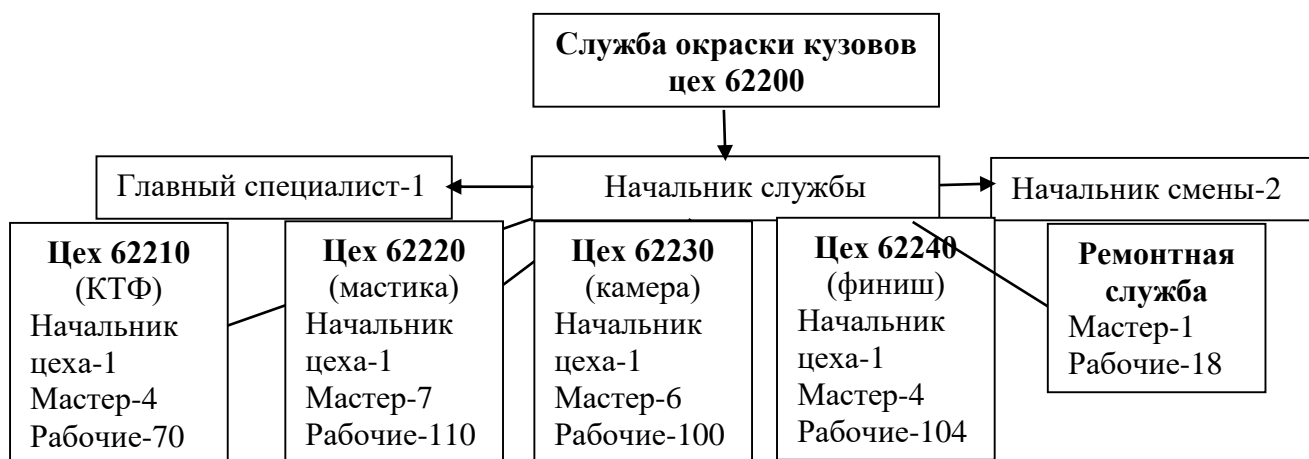 Служба окраски кузовов
цех 62200
Главный специалист-1
Начальник службы
Начальник смены-2
Цех 62210
(КТФ)
Начальник
цеха-1
Мастер-4
Рабочие-70
Цех 62220
(мастика)
Начальник
цеха-1
Мастер-7
Рабочие-110
Цех 62230
(камера)
Начальник
цеха-1
Мастер-6
Рабочие-100
Цех 62240
(финиш)
Начальник
цеха-1
Мастер-4
Рабочие-104
Ремонтная
служба
Мастер-1
Рабочие-18